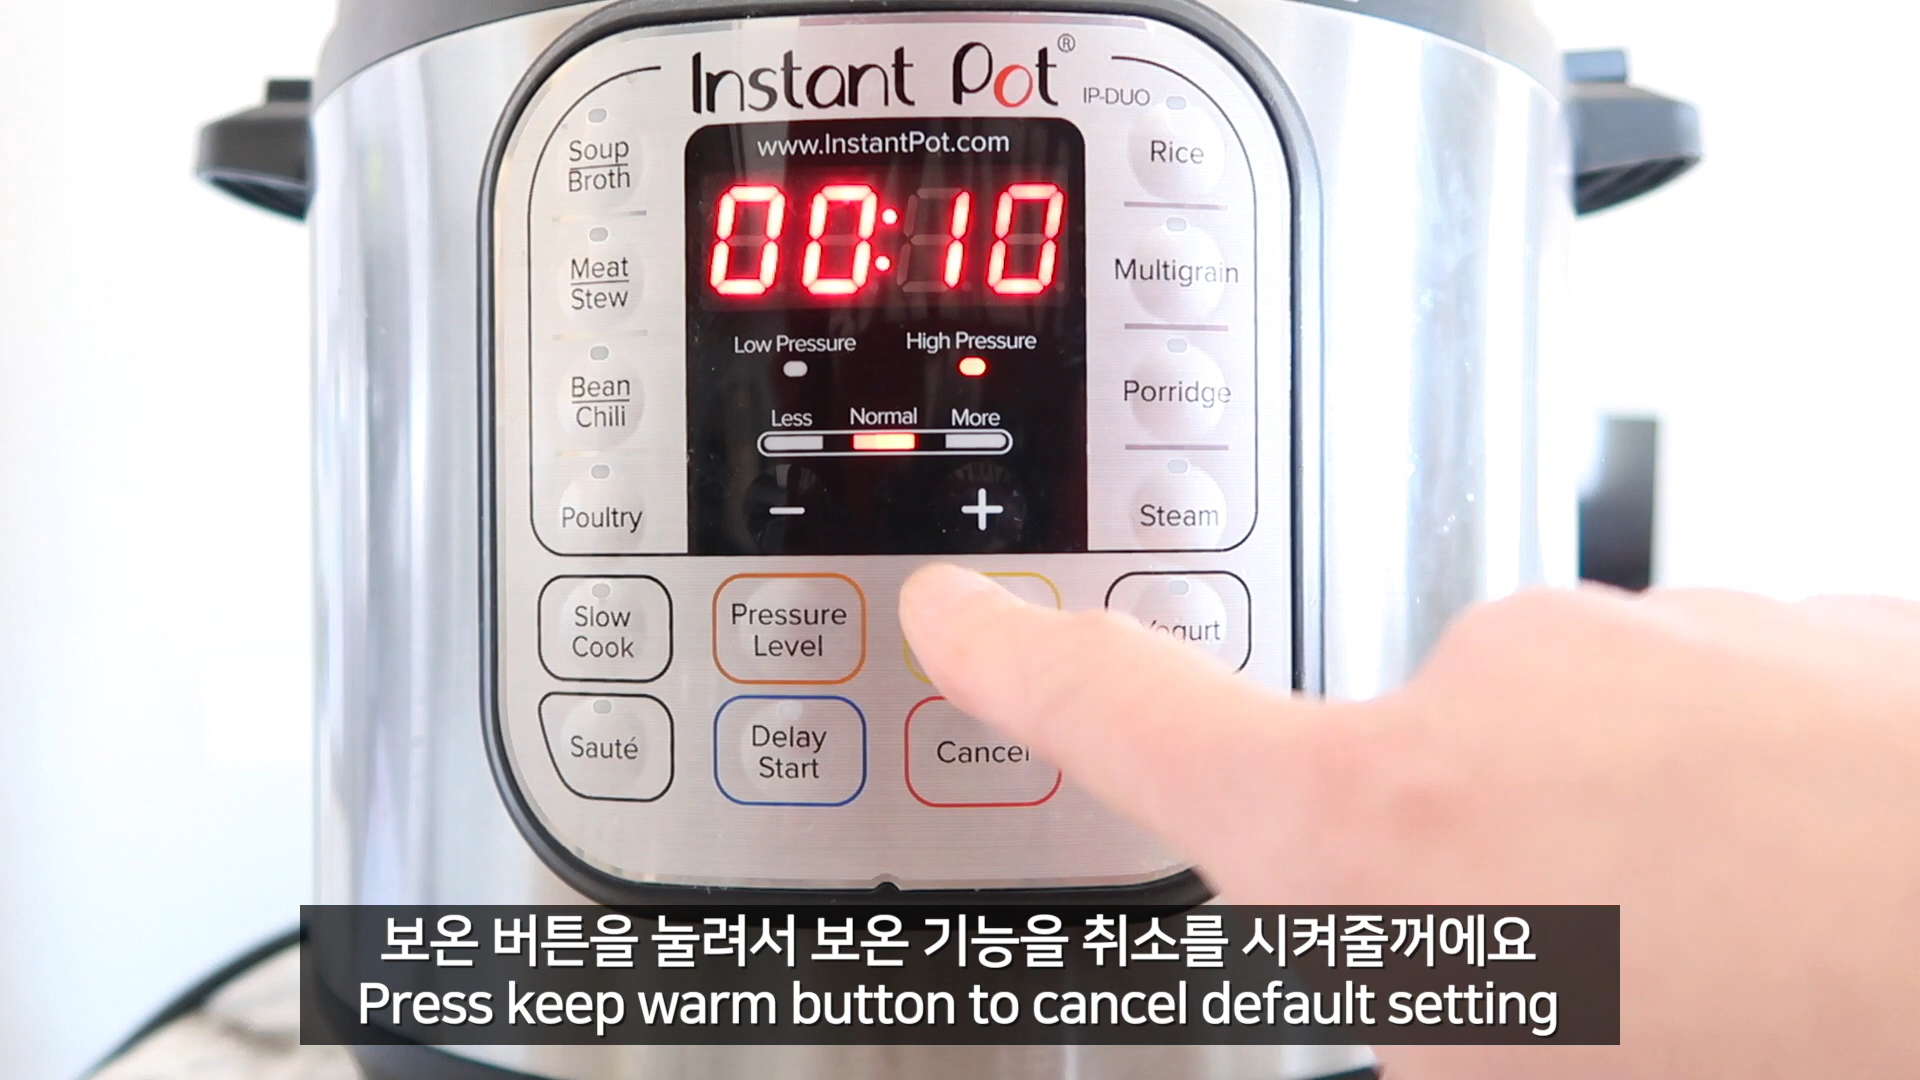 Instant Pot®
IP-DUO
www.InstantPot.com
00:10
Low Pressure
High Pressure
Less
Normal
More
−
+
Soup
Broth
Meat
Stew
Bean
Chili
Poultry
Rice
Multigrain
Porridge
Steam
Slow
Cook
Pressure
Level
Yogurt
Sauté
Delay
Start
Cancel
보온 버튼을 눌려서 보온 기능을 취소를 시켜줄꺼에요
Press keep warm button to cancel default setting